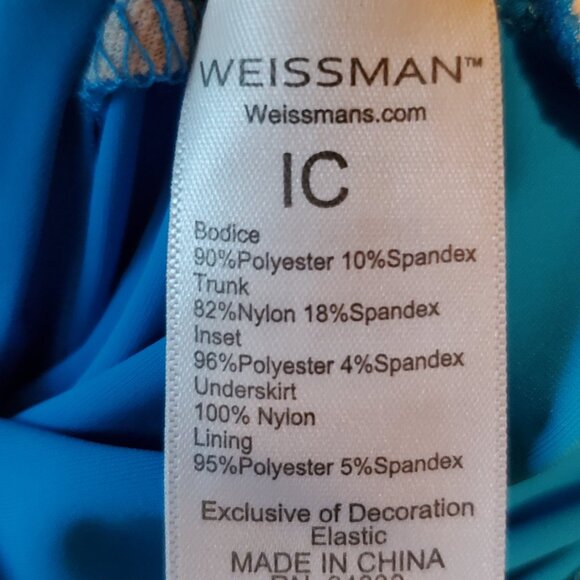 WEISSMAN™
Weissmans.com
IC
Bodice
90%Polyester 10%Spandex
Trunk
82%Nylon 18%Spandex
Inset
96%Polyester 4%Spandex
Underskirt
100% Nylon
Lining
95%Polyester 5%Spandex
Exclusive of Decoration
Elastic
MADE IN CHINA